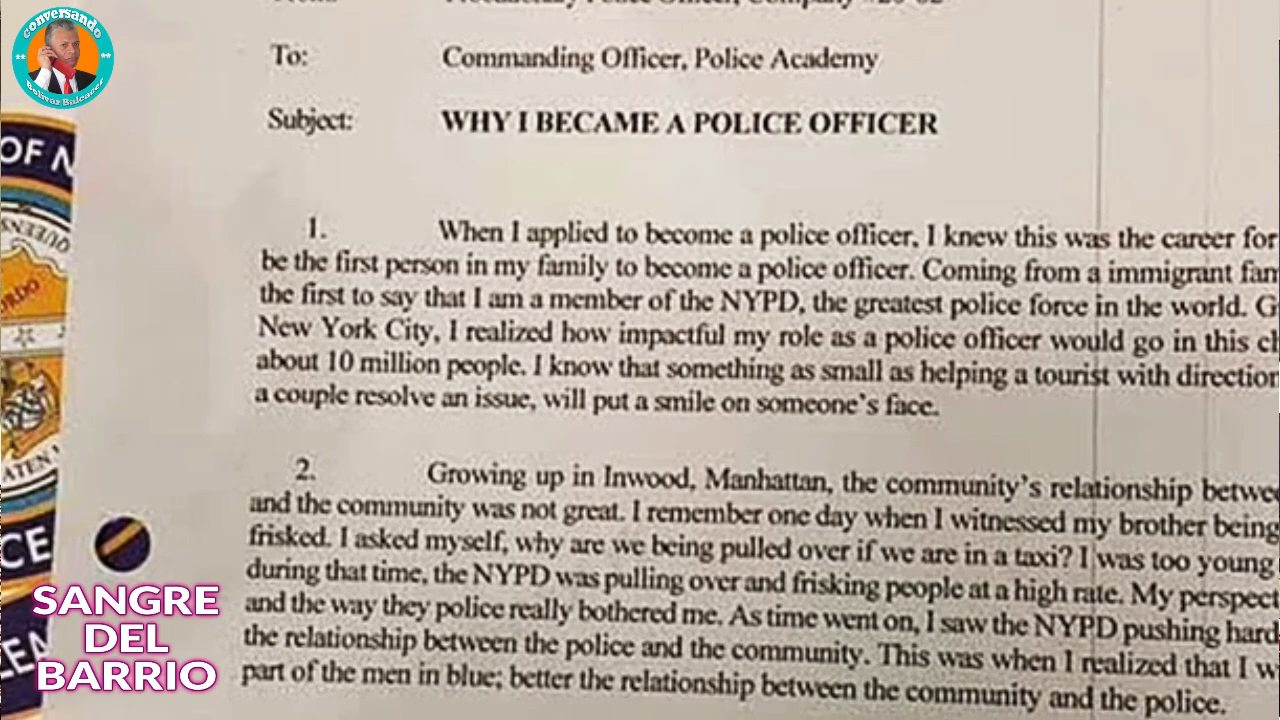 conversando
Bolivar Balcacer
To:
Commanding Officer, Police Academy
Subject:
WHY I BECAME A POLICE OFFICER
1. When I applied to become a police officer, I knew this was the career for
be the first person in my family to become a police officer. Coming from a immigrant fam
the first to say that I am a member of the NYPD, the greatest police force in the world. G
New York City, I realized how impactful my role as a police officer would go in this
about 10 million people. I know that something as small as helping a tourist with direction
a couple resolve an issue, will put a smile on someone's face.
2. Growing up in Inwood, Manhattan, the community's relationship betwe
and the community was not great. I remember one day when I witnessed my brother being
frisked. I asked myself, why are we being pulled over if we are in a taxi? I was too young
during that time, the NYPD was pulling over and frisking people at a high rate. My perspect
and the way they police really bothered me. As time went on, I saw the NYPD pushing hard
the relationship between the police and the community. This was when I realized that I w
part of the men in blue; better the relationship between the community and the police.
OF N
QUEENS
CE
SANGRE
DEL
BARRIO